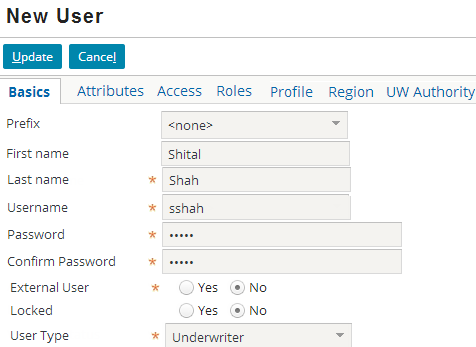 New User
Update Cancel
Basics Attributes Access Roles Profile Region UW Authority
Prefix <none>
First name Shital
Last name * Shah
Username * sshah
Password * •••••
Confirm Password * •••••
External User * Yes No
Locked Yes No
User Type * Underwriter